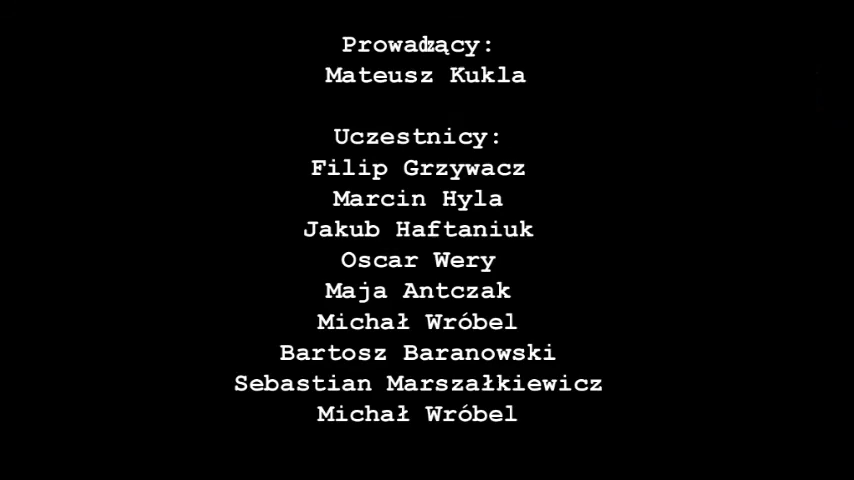 Prowadzący:
Mateusz Kukla
Uczestnicy:
Filip Grzywacz
Marcin Hyla
Jakub Haftaniuk
Oscar Wery
Maja Antczak
Michał Wróbel
Bartosz Baranowski
Sebastian Marszałkiewicz
Michał Wróbel